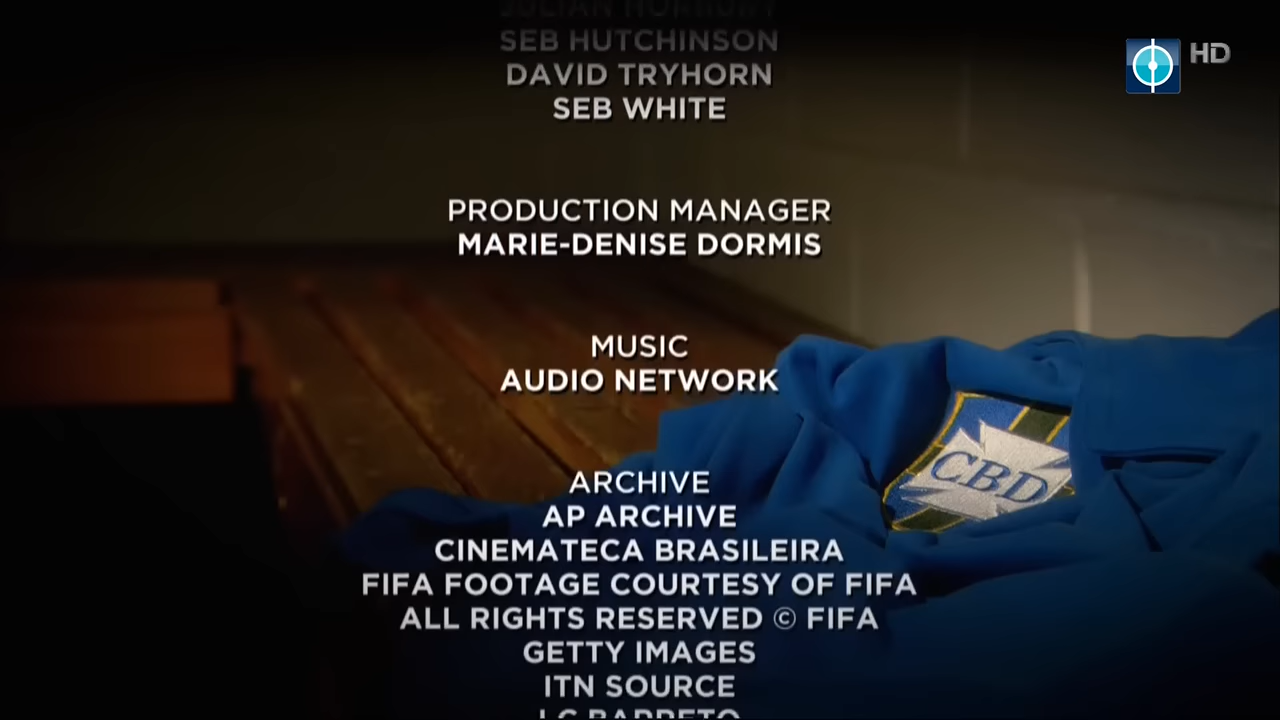 SEB HUTCHINSON
DAVID TRYHORN
SEB WHITE
HD
PRODUCTION MANAGER
MARIE-DENISE DORMIS
MUSIC
AUDIO NETWORK
CBD
ARCHIVE
AP ARCHIVE
CINEMATECA BRASILEIRA
FIFA FOOTAGE COURTESY OF FIFA
ALL RIGHTS RESERVED © FIFA
GETTY IMAGES
ITN SOURCE